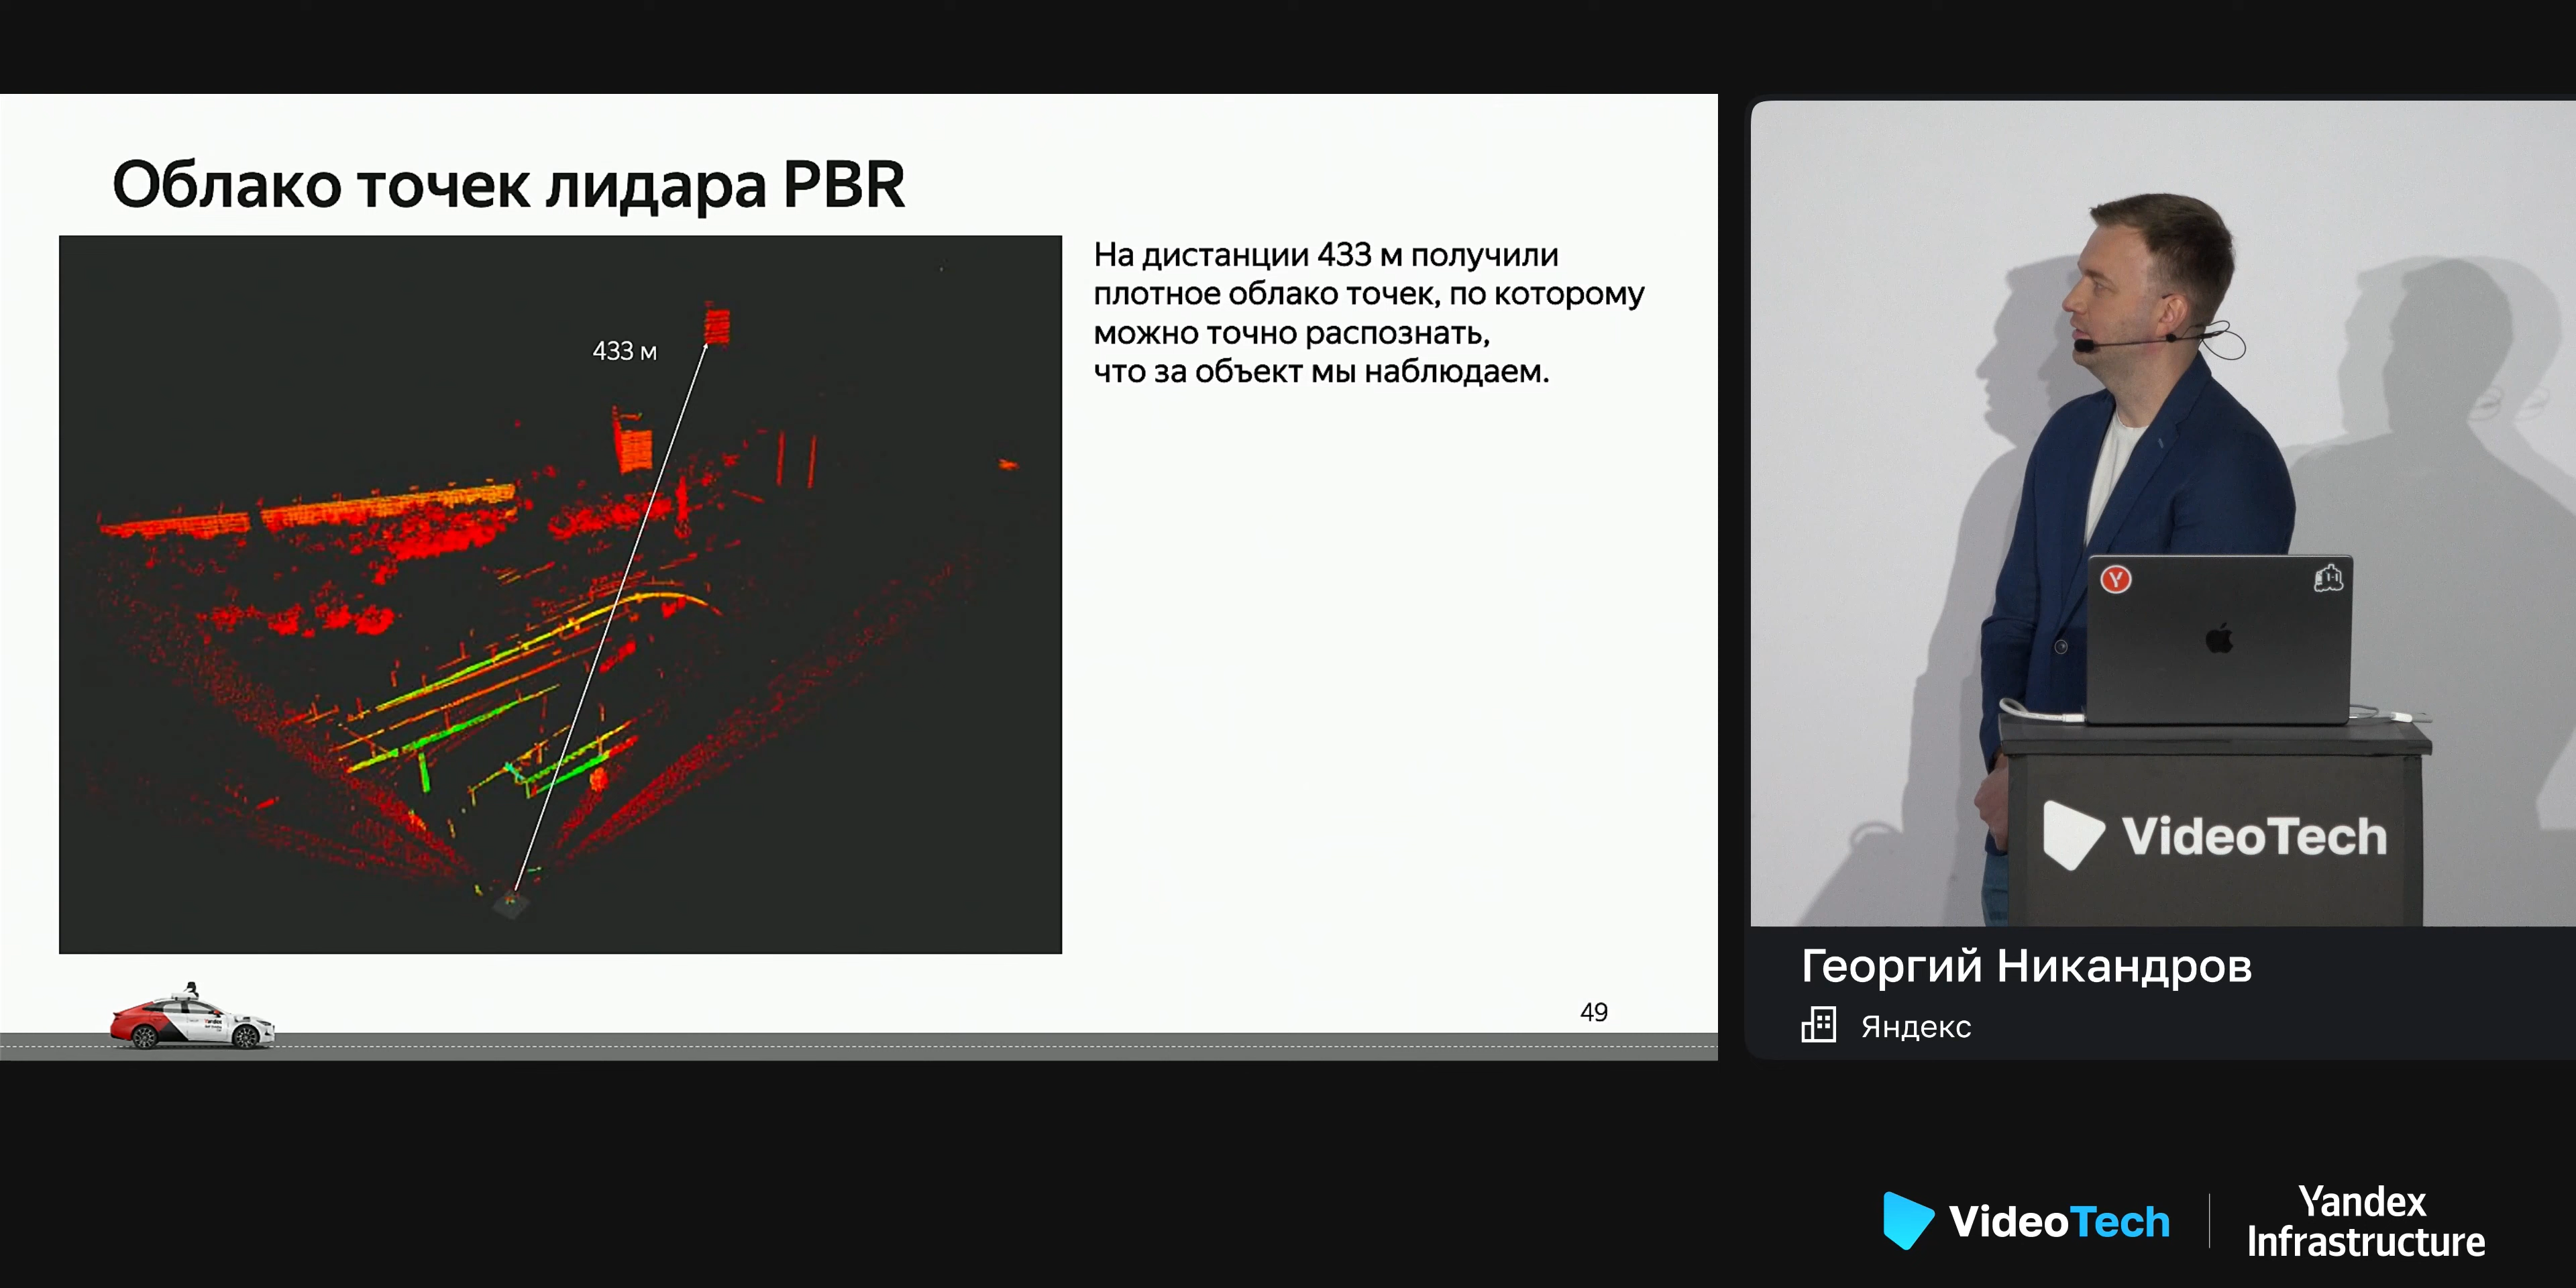 Облако точек лидара PBR
433 м
На дистанции 433 м получили
плотное облако точек, по которому
можно точно распознать,
что за объект мы наблюдаем.
49
VideoTech
Георгий Никандров
Яндекс
VideoTech
Yandex
Infrastructure